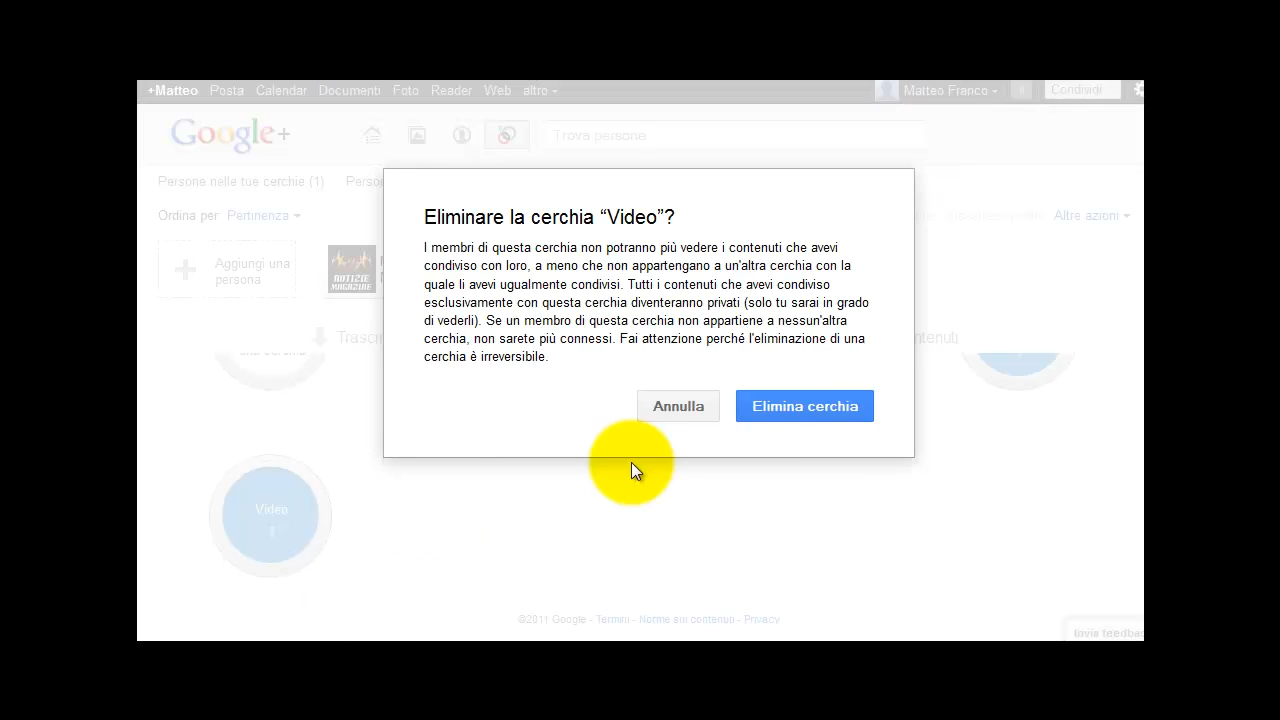 +Matteo Posta Calendar Documenti Foto Reader Web altro Matteo Franco Condividi
Google+ Trova persone
Persone nelle tue cerchie (1)
Ordina per Pertinenza Altre azioni
Aggiungi una
persona
NOTIZIE
MAGAZINE
Eliminare la cerchia “Video”?
I membri di questa cerchia non potranno più vedere i contenuti che avevi
condiviso con loro, a meno che non appartengano a un'altra cerchia con la
quale li avevi ugualmente condivisi. Tutti i contenuti che avevi condiviso
esclusivamente con questa cerchia diventeranno privati (solo tu sarai in grado
di vederli). Se un membro di questa cerchia non appartiene a nessun'altra
cerchia, non sarete più connessi. Fai attenzione perché l'eliminazione di una
cerchia è irreversibile.
Annulla Elimina cerchia
Video
1
©2011 Google - Termini - Norme sui contenuti - Privacy